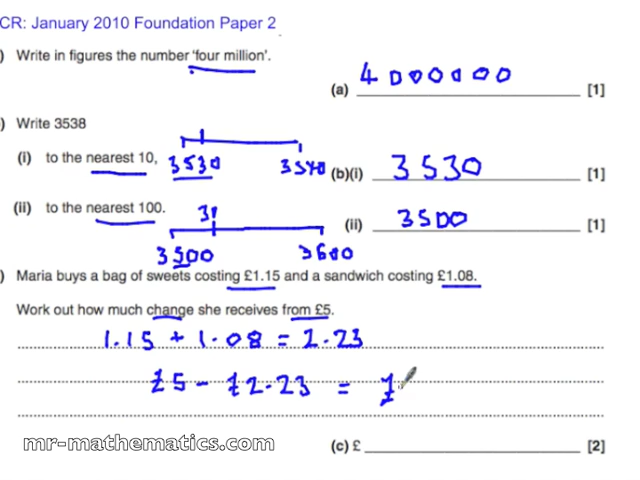 CR: January 2010 Foundation Paper 2
) Write in figures the number 'four million'.
(a) 4000000 [1]
) Write 3538
(i) to the nearest 10,
3530 3540 (b)(i) 3530 [1]
(ii) to the nearest 100.
3500 3600 (ii) 3500 [1]
) Maria buys a bag of sweets costing £1.15 and a sandwich costing £1.08.
Work out how much change she receives from £5.
1.15 + 1.08 = 2.23
£5 - £2.23 = £
mr-mathematics.com (c) £ [2]